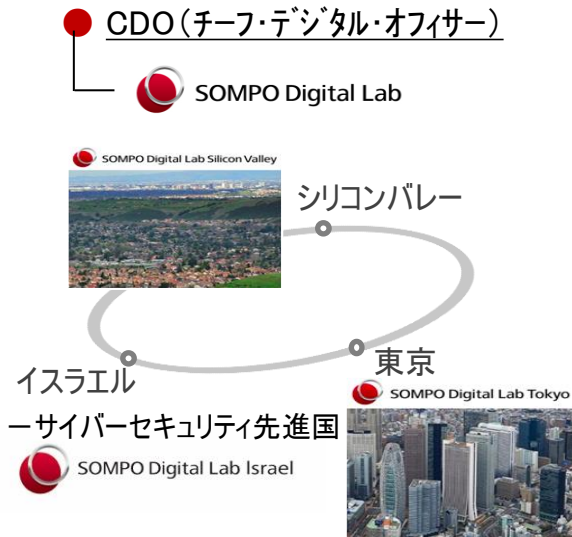 CDO(チーフ・デジタル・オフィサー)
SOMPO Digital Lab
SOMPO Digital Lab Silicon Valley
シリコンバレー
東京
イスラエル
SOMPO Digital Lab Tokyo
ーサイバーセキュリティ先進国
SOMPO Digital Lab Israel